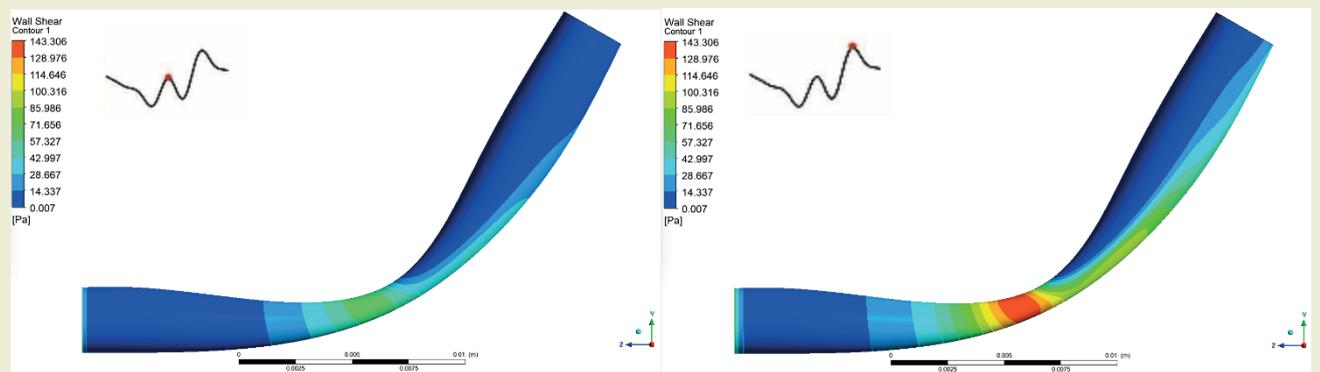 Wall Shear
Contour 1
143.306
128.976
114.646
100.316
85.986
71.656
57.327
42.997
28.667
14.337
0.007
[Pa]
0
0.005
0.01 (m)
0.0025
0.0075
Y
Z
Wall Shear
Contour 1
143.306
128.976
114.646
100.316
85.986
71.656
57.327
42.997
28.667
14.337
0.007
[Pa]
0
0.005
0.01 (m)
0.0025
0.0075
Y
Z